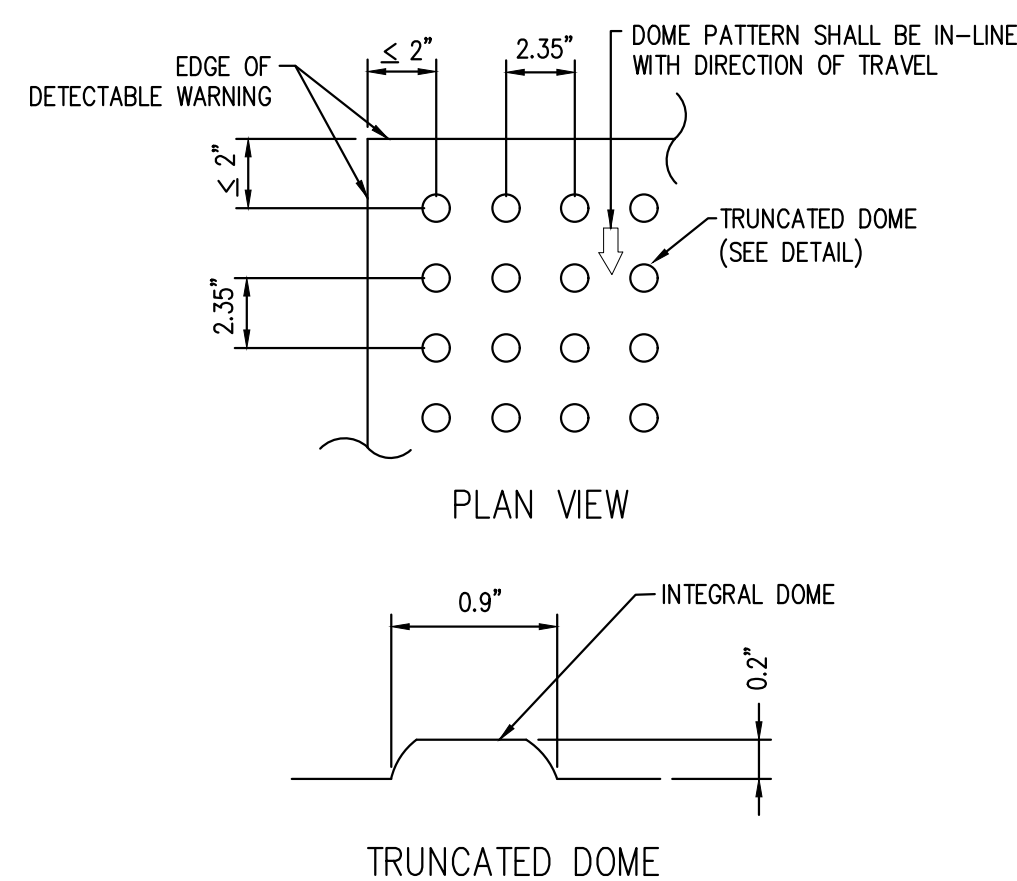 ≤ 2"
2.35"
DOME PATTERN SHALL BE IN-LINE
WITH DIRECTION OF TRAVEL
EDGE OF
DETECTABLE WARNING
≤ 2"
TRUNCATED DOME
(SEE DETAIL)
2.35"
PLAN VIEW
0.9"
INTEGRAL DOME
0.2"
TRUNCATED DOME